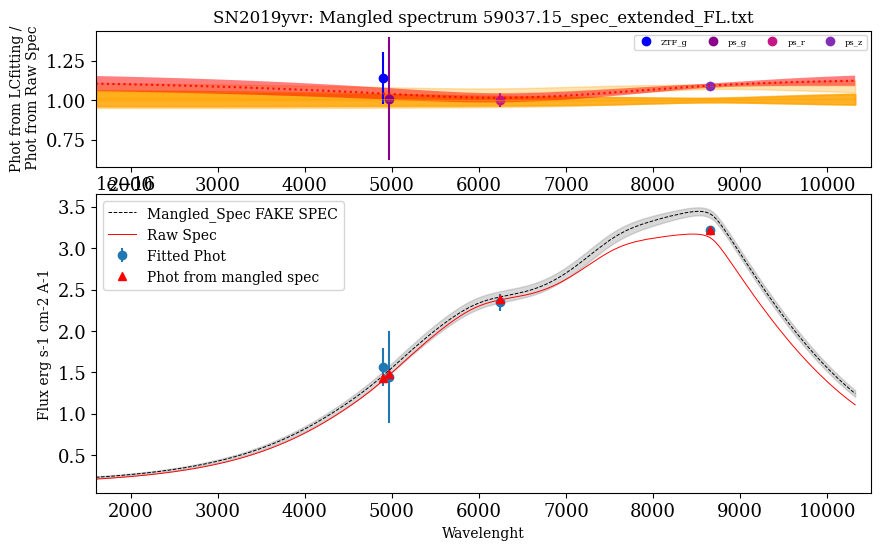 SN2019yvr: Mangled spectrum 59037.15_spec_extended_FL.txt
Phot from LCfitting /
Phot from Raw Spec
1.25
1.00
0.75
ZTF_g
ps_g
ps_r
ps_z
2000 3000 4000 5000 6000 7000 8000 9000 10000
3.5
3.0
2.5
2.0
1.5
1.0
0.5
Flux erg s-1 cm-2 A-1
Mangled_Spec FAKE SPEC
Raw Spec
Fitted Phot
Phot from mangled spec
2000 3000 4000 5000 6000 7000 8000 9000 10000
Wavelenght